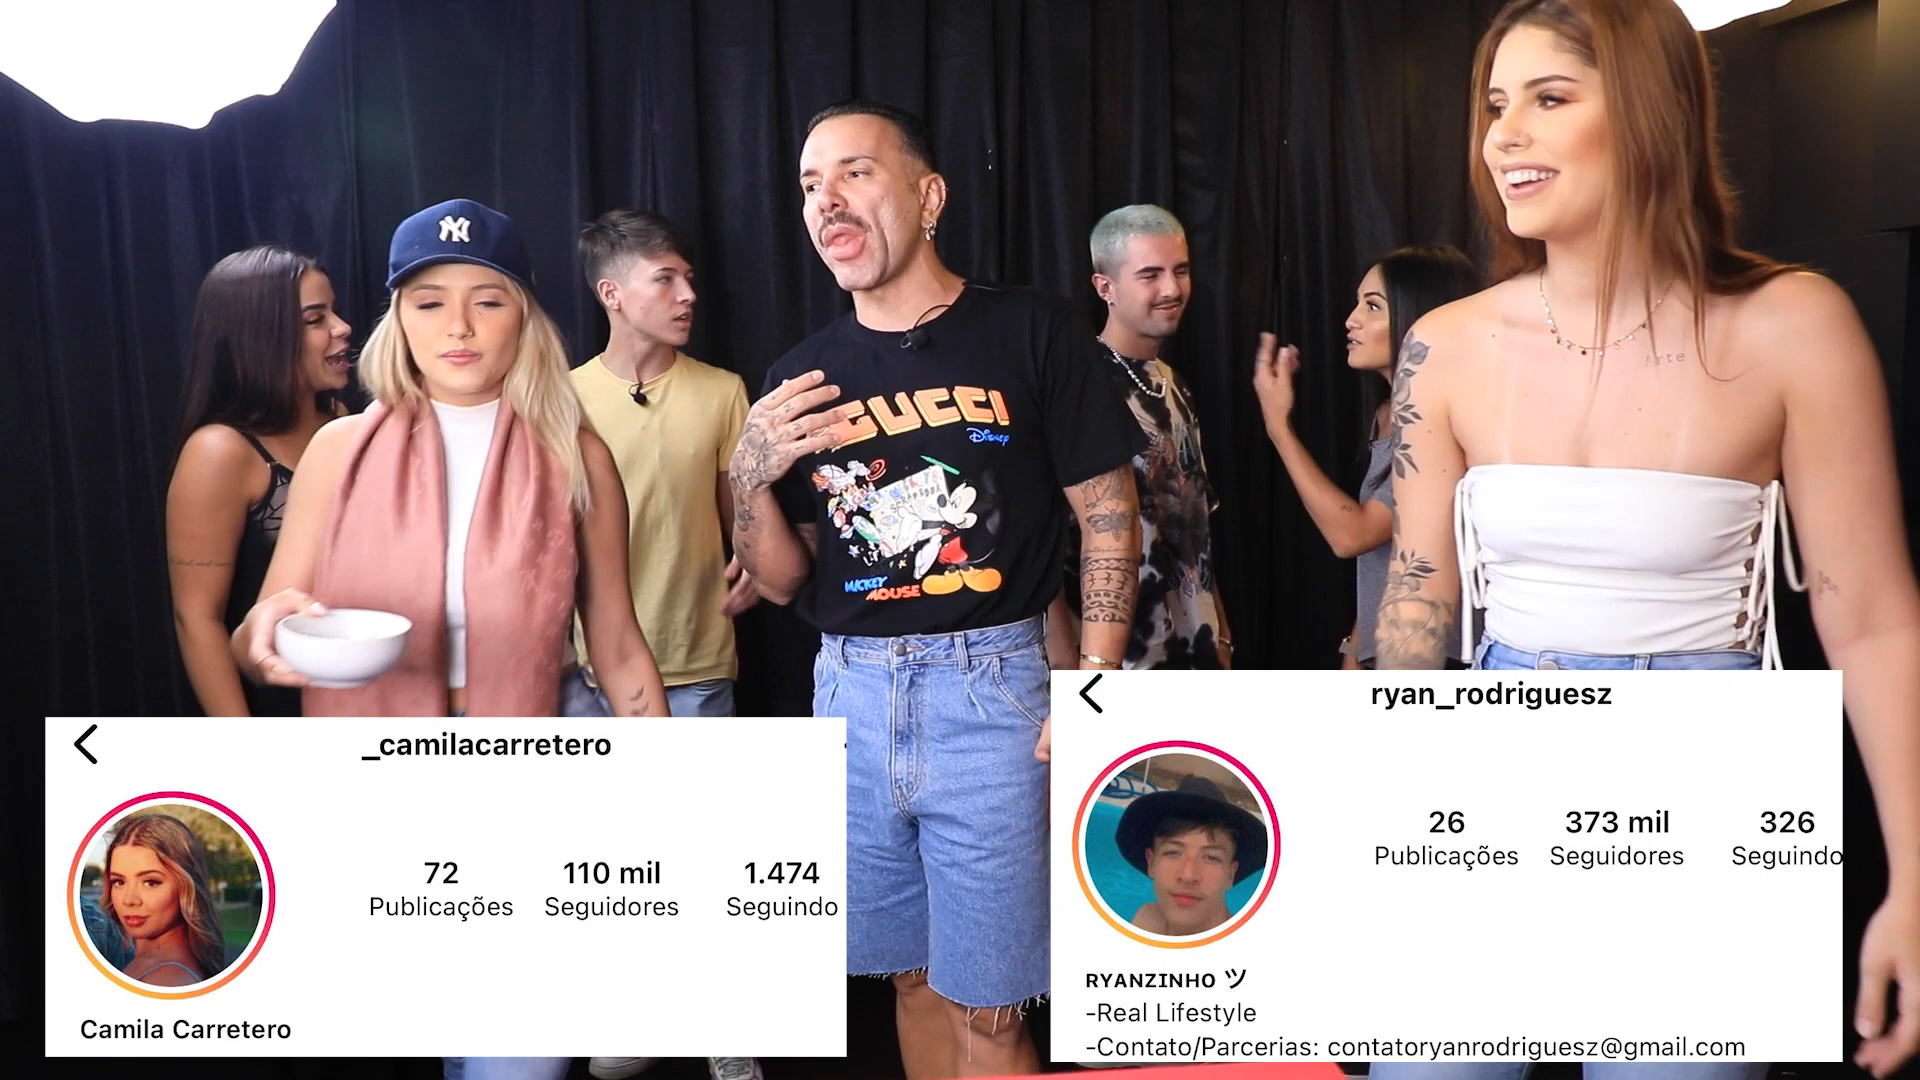 NY
GUCCI
Disney
MICKEY
MOUSE
Arte
_camilacarretero
72
110 mil
1.474
Publicações
Seguidores
Seguindo
Camila Carretero
ryan_rodriguesz
26
373 mil
326
Publicações
Seguidores
Seguindo
RYANZINHO ツ
-Real Lifestyle
-Contato/Parcerias: contatoryanrodriguesz@gmail.com